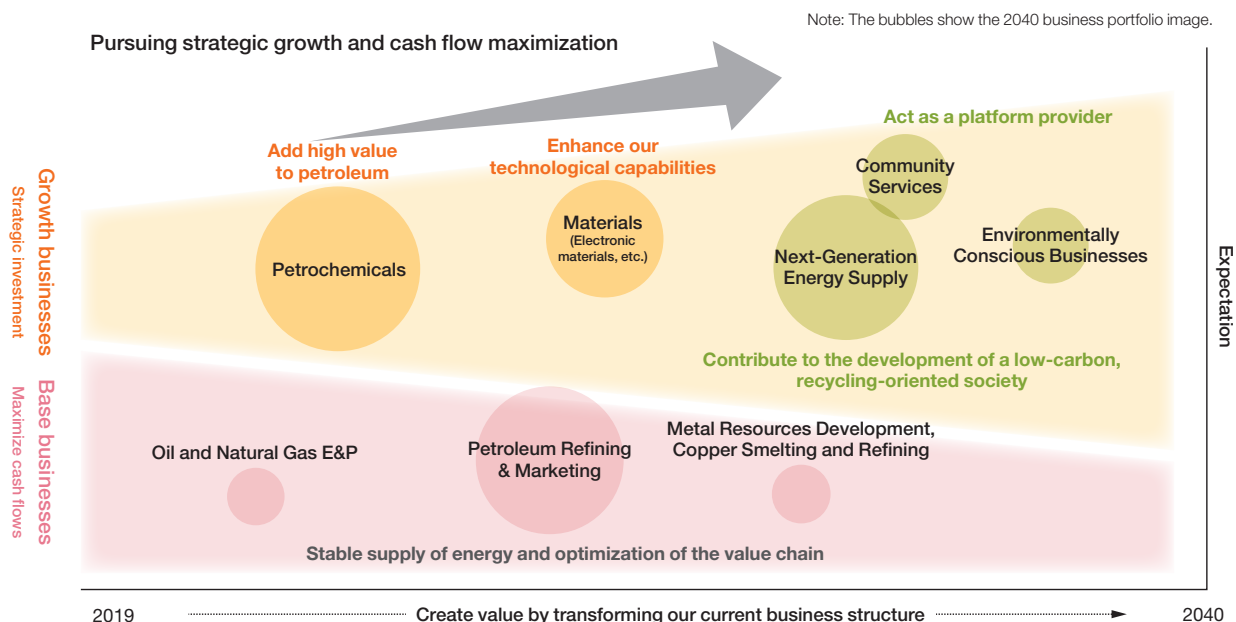 Note: The bubbles show the 2040 business portfolio image.
Pursuing strategic growth and cash flow maximization
Growth businesses
Strategic investment
Add high value
to petroleum
Petrochemicals
Enhance our
technological capabilities
Materials
(Electronic
materials, etc.)
Act as a platform provider
Community
Services
Next-Generation
Energy Supply
Environmentally
Conscious Businesses
Contribute to the development of a low-carbon,
recycling-oriented society
Expectation
Base businesses
Maximize cash flows
Oil and Natural Gas E&P
Petroleum Refining
& Marketing
Metal Resources Development,
Copper Smelting and Refining
Stable supply of energy and optimization of the value chain
2019
Create value by transforming our current business structure
2040